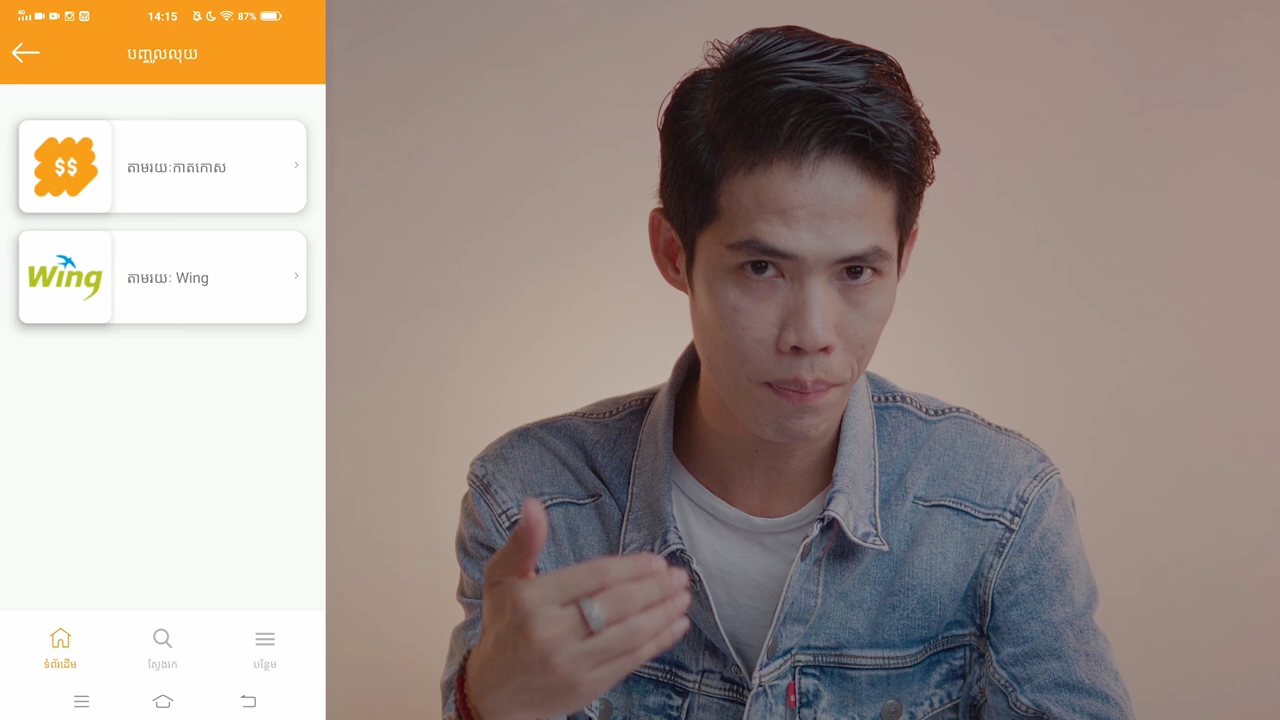 4G
14:15
87%
បញ្ចូលលុយ
$$
តាមរយៈកាតកោស
Wing
តាមរយៈ Wing
ទំព័រដើម
ស្វែងរក
បន្ថែម